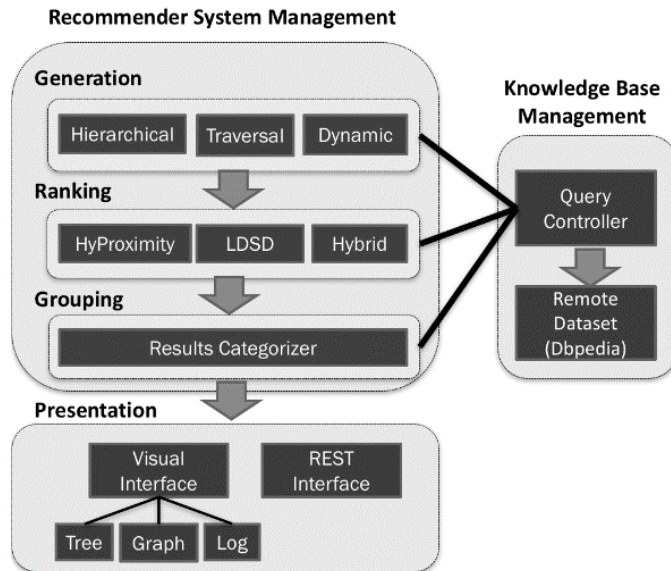 Recommender System Management
Generation
Hierarchical Traversal Dynamic
Ranking
HyProximity LDSD Hybrid
Grouping
Results Categorizer
Knowledge Base
Management
Query
Controller
Remote
Dataset
(Dbpedia)
Presentation
Visual
Interface
REST
Interface
Tree Graph Log